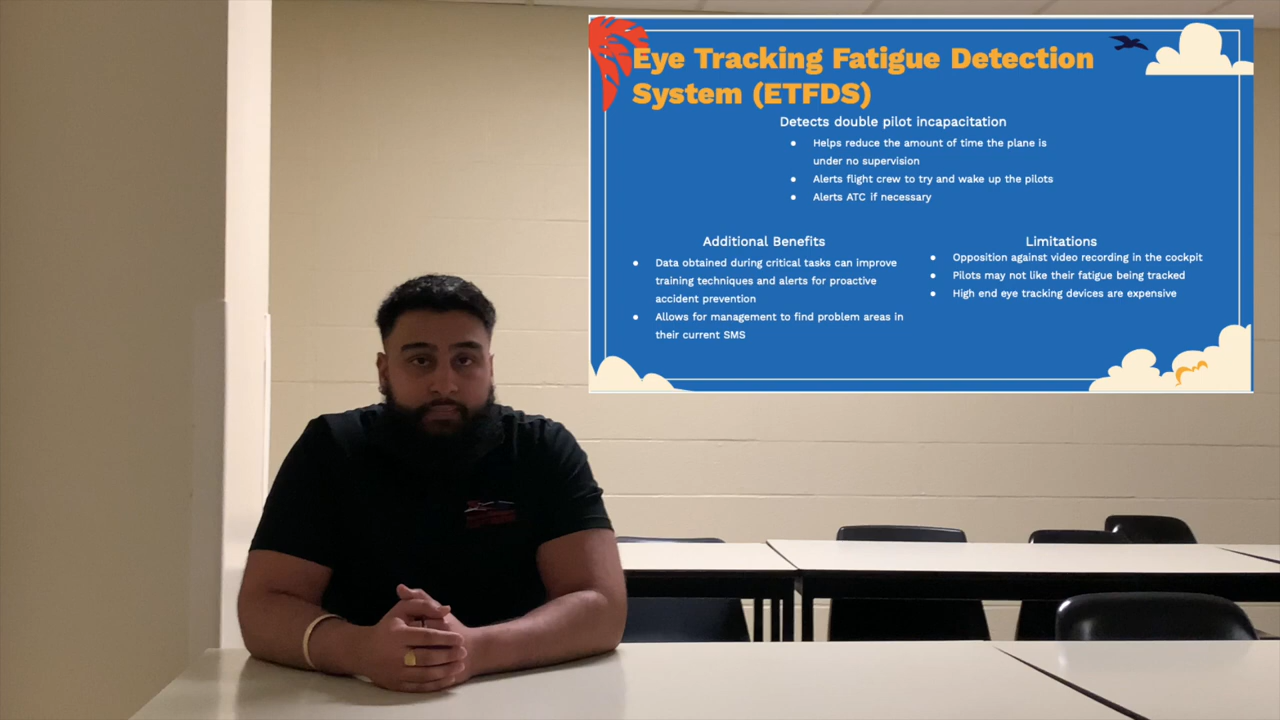 Eye Tracking Fatigue Detection
System (ETFDS)
Detects double pilot incapacitation
● Helps reduce the amount of time the plane is
under no supervision
● Alerts flight crew to try and wake up the pilots
● Alerts ATC if necessary
Additional Benefits
● Data obtained during critical tasks can improve
training techniques and alerts for proactive
accident prevention
● Allows for management to find problem areas in
their current SMS
Limitations
● Opposition against video recording in the cockpit
● Pilots may not like their fatigue being tracked
● High end eye tracking devices are expensive